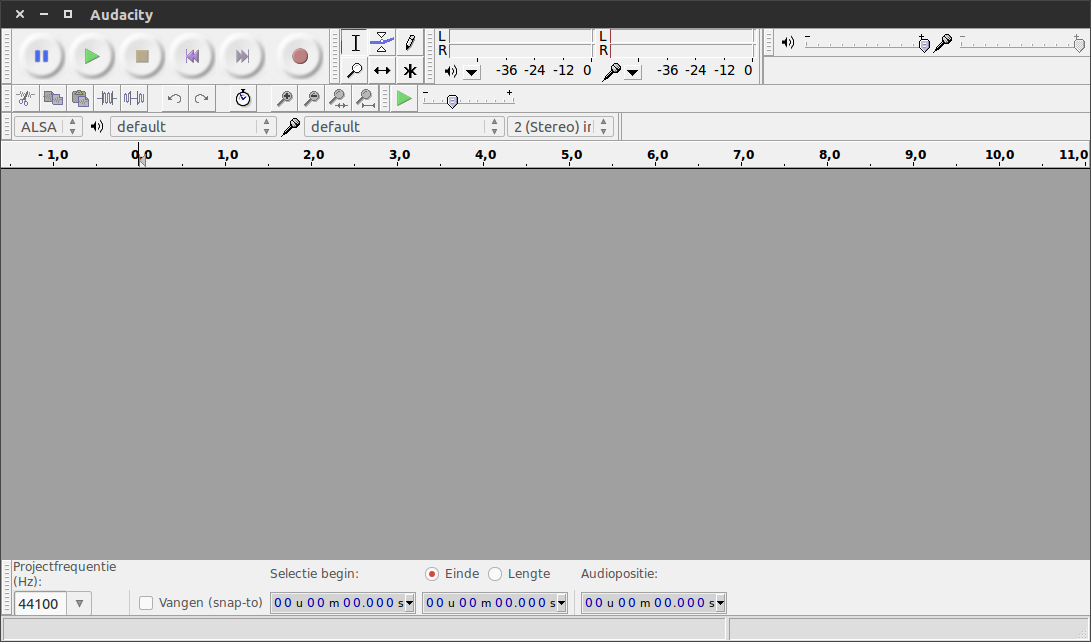 Audacity
L
R
-36 -24 -12 0
L
R
-36 -24 -12 0
- +
- +
ALSA default default 2 (Stereo) in
- 1,0 0,0 1,0 2,0 3,0 4,0 5,0 6,0 7,0 8,0 9,0 10,0 11,0
Projectfrequentie
(Hz):
44100
Vangen (snap-to)
Selectie begin:
Einde Lengte
Audiopositie:
00 u 00 m 00.000 s
00 u 00 m 00.000 s
00 u 00 m 00.000 s